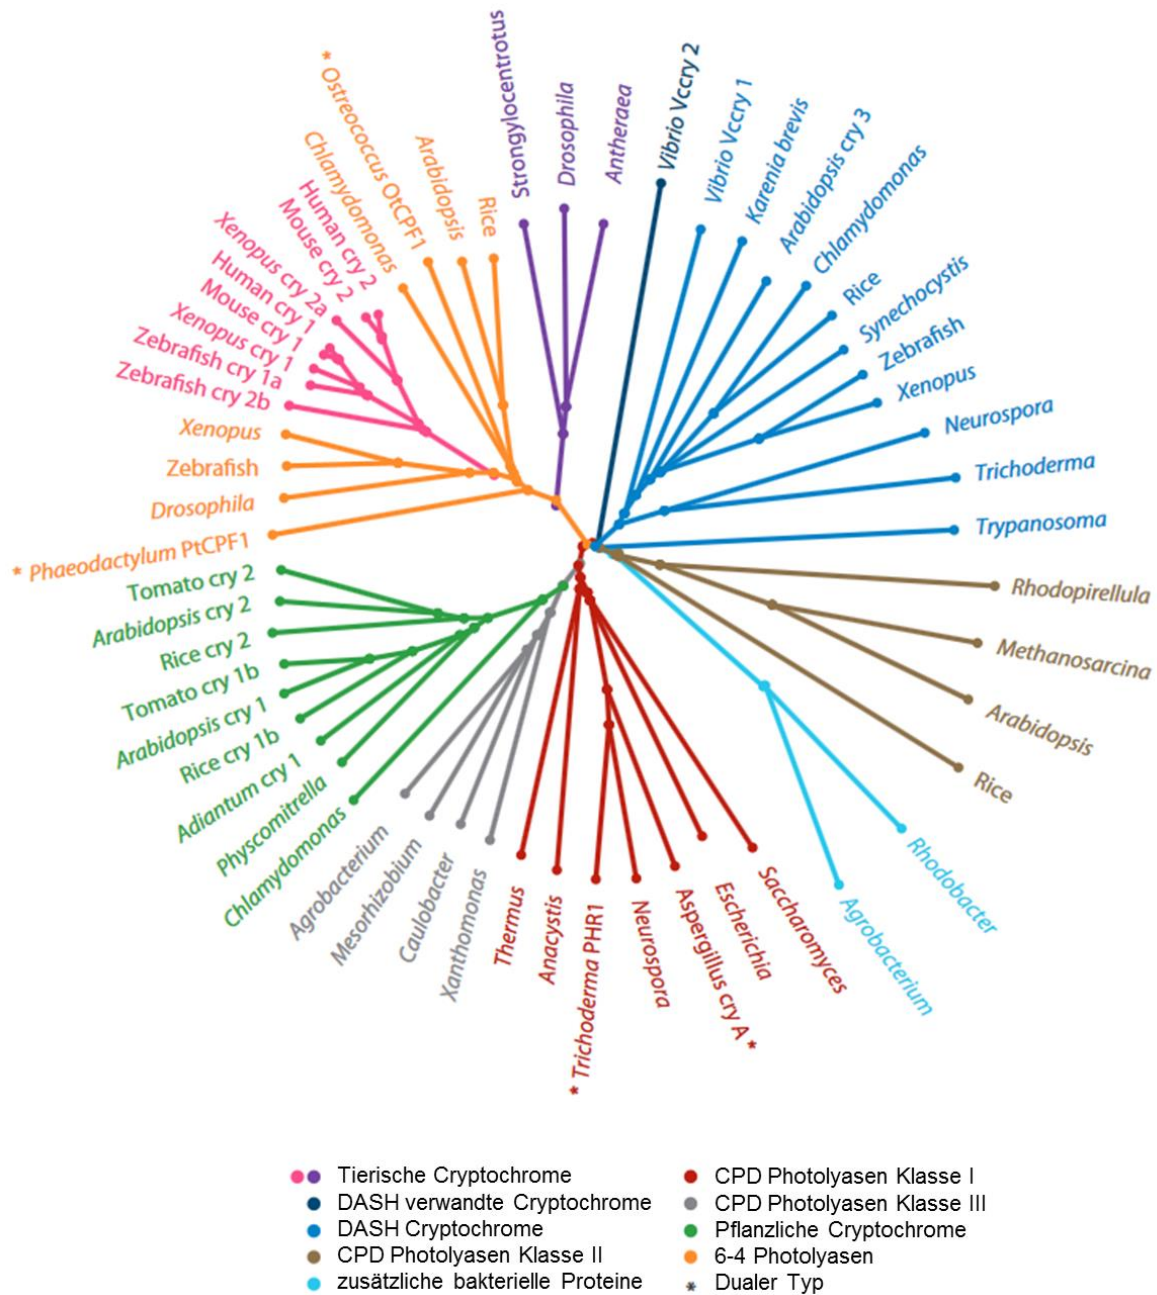 Strongylocentrotus
Drosophila
Antheraea
Vibrio Vccry 2
Vibrio Vccry 1
Karenia brevis
Arabidopsis cry 3
Chlamydomonas
Rice
Synechocystis
Zebrafish
Xenopus
Neurospora
Trichoderma
Trypanosoma
Rhodopirellula
Methanosarcina
Arabidopsis
Rice
Rhodobacter
Agrobacterium
Saccharomyces
Escherichia
Aspergillus cry A *
Neurospora
* Trichoderma PHR1
Anacystis
Thermus
Xanthomonas
Caulobacter
Mesorhizobium
Agrobacterium
Chlamydomonas
Physcomitrella
Adiantum cry 1
Rice cry 1b
Arabidopsis cry 1
Tomato cry 1b
Rice cry 2
Arabidopsis cry 2
Tomato cry 2
* Phaeodactylum PtCPF1
Drosophila
Zebrafish
Xenopus
Zebrafish cry 2b
Zebrafish cry 1a
Xenopus cry 1
Mouse cry 1
Human cry 1
Xenopus cry 2a
Mouse cry 2
Human cry 2
Chlamydomonas
* Ostreococcus OtCPF1
Arabidopsis
Rice
Tierische Cryptochrome
DASH verwandte Cryptochrome
DASH Cryptochrome
CPD Photolyasen Klasse II
zusätzliche bakterielle Proteine
CPD Photolyasen Klasse I
CPD Photolyasen Klasse III
Pflanzliche Cryptochrome
6-4 Photolyasen
* Dualer Typ